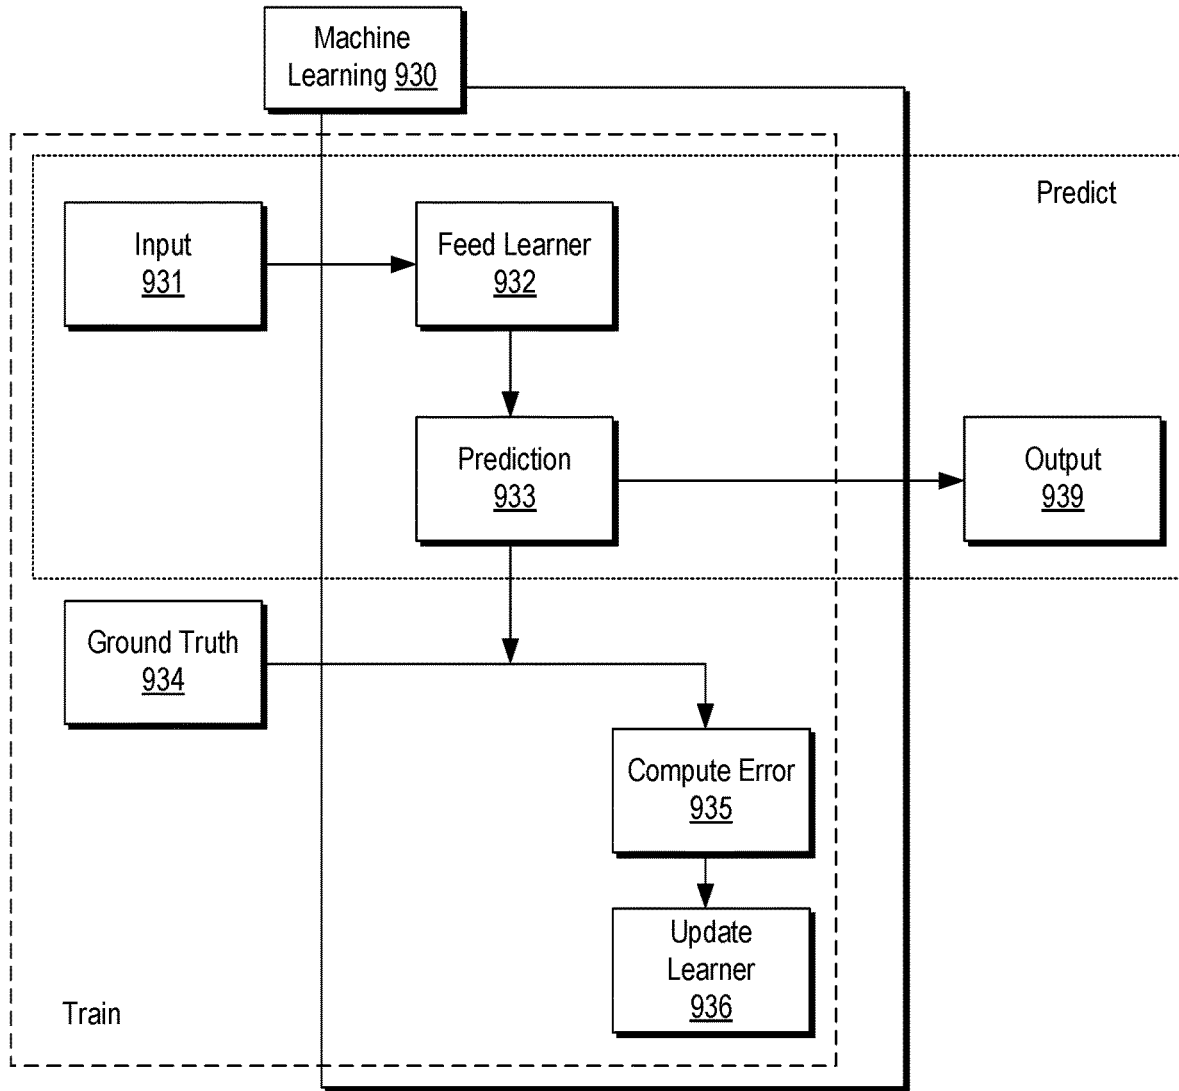 Machine
Learning 930
Predict
Input
931
Feed Learner
932
Prediction
933
Output
939
Ground Truth
934
Compute Error
935
Update
Learner
936
Train